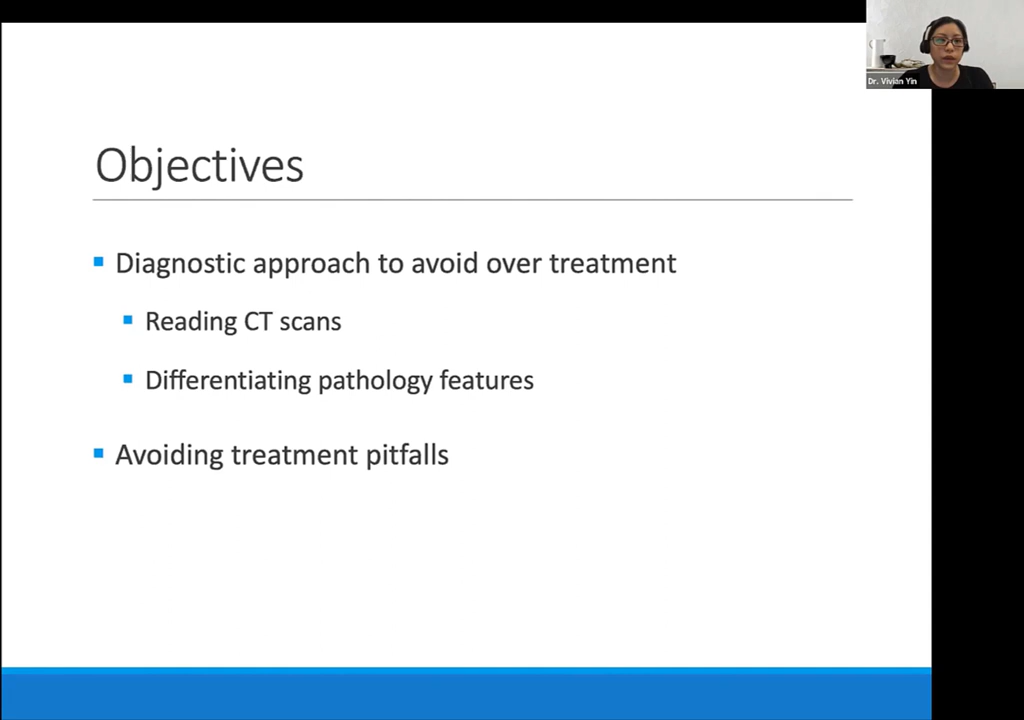 Dr. Vivian Yin
Objectives
Diagnostic approach to avoid over treatment
Reading CT scans
Differentiating pathology features
Avoiding treatment pitfalls